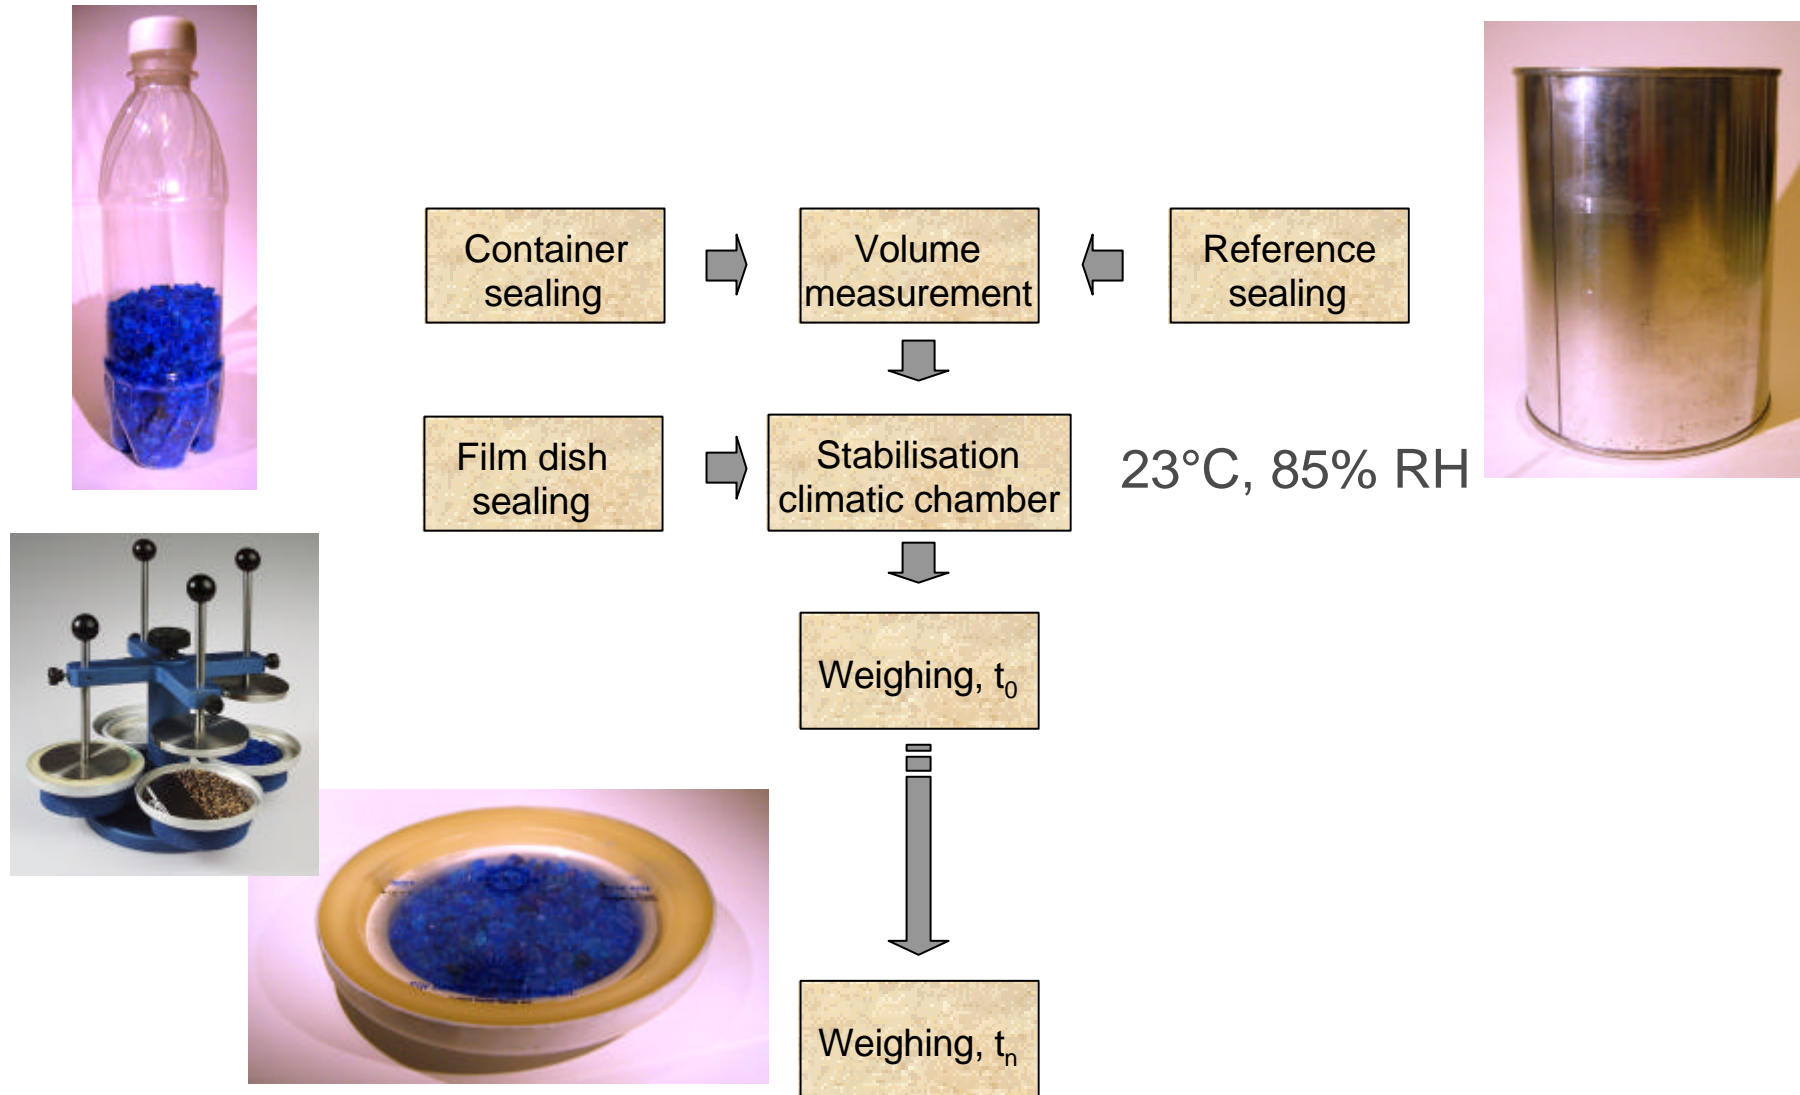 Container
sealing
Volume
measurement
Reference
sealing
Film dish
sealing
Stabilisation
climatic chamber
23°C, 85% RH
Weighing, t₀
Weighing, tₙ